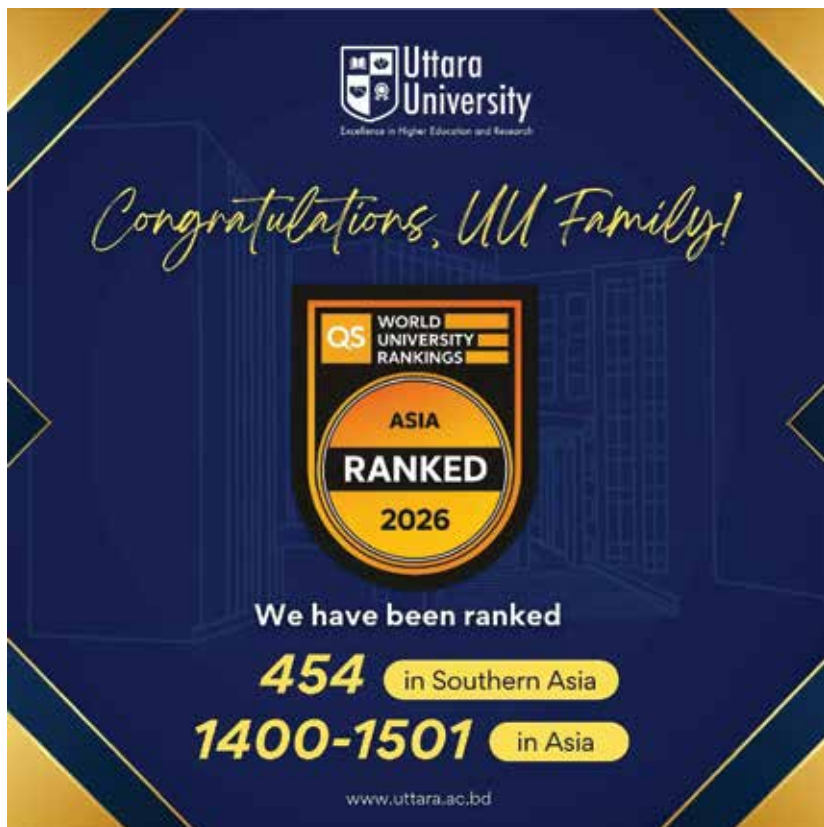 Uttara
University
Excellence in Higher Education and Research
Congratulations, UU Family!
QS WORLD
UNIVERSITY
RANKINGS
ASIA
RANKED
2026
We have been ranked
454 in Southern Asia
1400-1501 in Asia
www.uttara.ac.bd